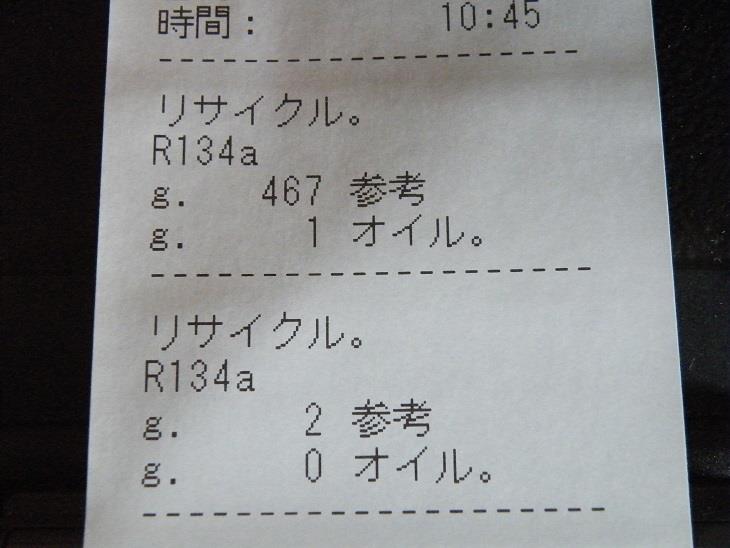 時間: 10:45
--------------------
リサイクル。
R134a
g. 467 参考
g. 1 オイル。
--------------------
リサイクル。
R134a
g. 2 参考
g. 0 オイル。
--------------------